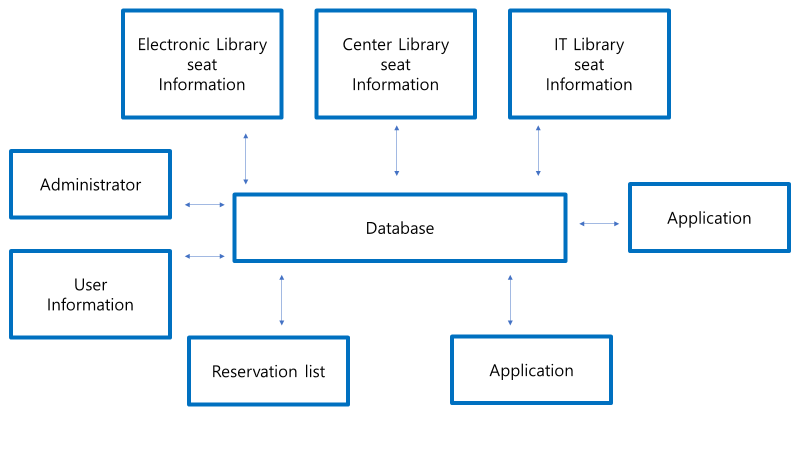 Electronic Library
seat
Information
Center Library
seat
Information
IT Library
seat
Information
Administrator
Database
Application
User
Information
Reservation list
Application